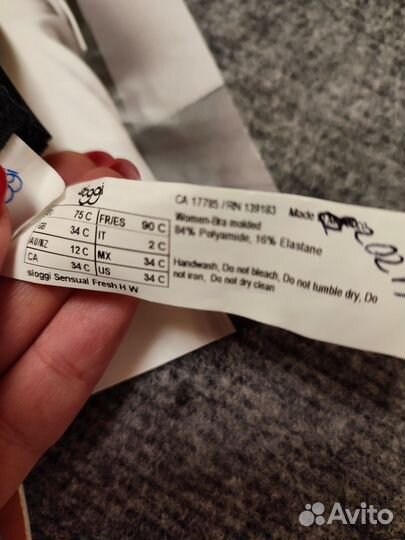 sloggi
75 C FR/ES 90 C
GB 34 C IT 2 C
AU/NZ 12 C MX 34 C
CA 34 C US 34 C
sloggi Sensual Fresh H W
CA 17795 / RN 139183 Made
Women-Bra molded
84% Polyamide, 16% Elastane
Handwash, Do not bleach, Do not tumble dry, Do
not iron, Do not dry clean
Avito